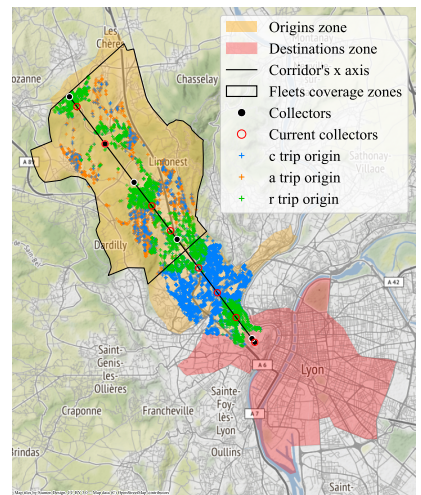 Les
Chères
ozanne
Chasselay
A 89
Limonest
Dardilly
Sathonay
Village
A 42
Saint-
Genis-
les-
Ollières
A 6
Lyon
Craponne
Francheville
Sainte-
Foy-
lès-
Lyon
A 7
Oullins
Brindas
Saint-
Origins zone
Destinations zone
Corridor's x axis
Fleets coverage zones
Collectors
Current collectors
c trip origin
a trip origin
r trip origin